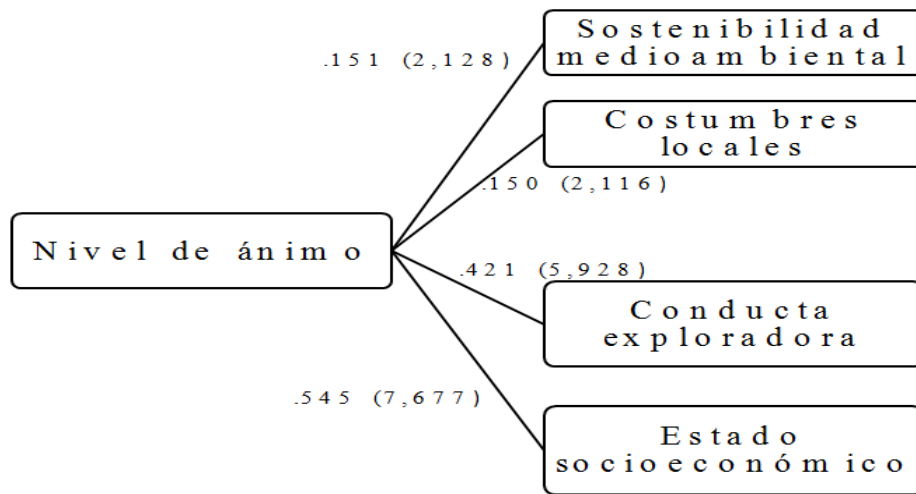 Sostenibilidad
medioambiental
.151 (2,128)
Costumbres
locales
.150 (2,116)
Nivel de ánimo
.421 (5,928)
Conducta
exploradora
.545 (7,677)
Estado
socioeconómico